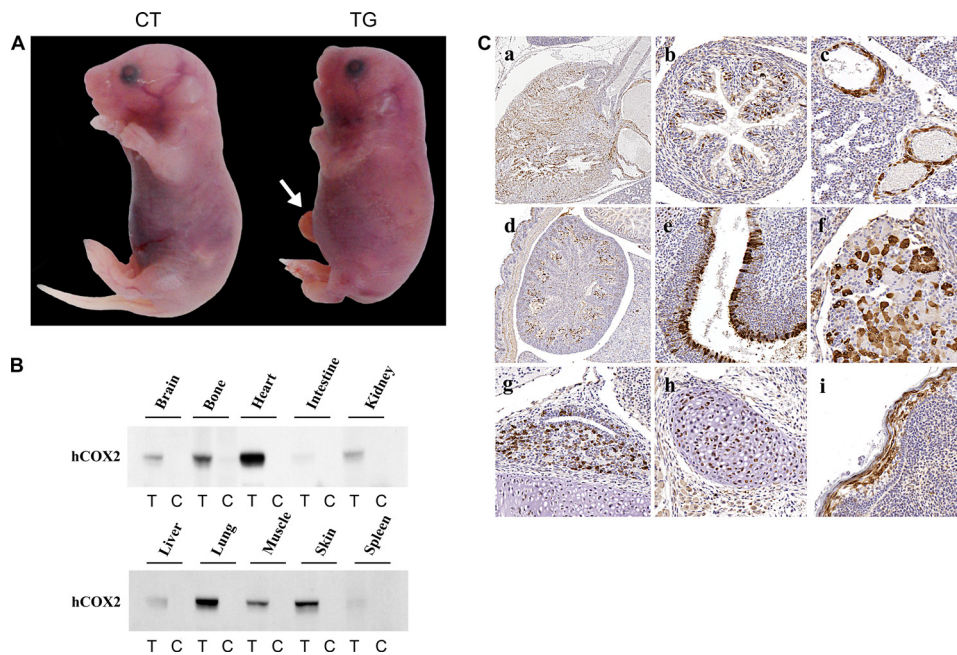 CT TG
A
C
a b c
d e f
g h i
B
Brain Bone Heart Intestine Kidney
hCOX2
T C T C T C T C T C
Liver Lung Muscle Skin Spleen
hCOX2
T C T C T C T C T C